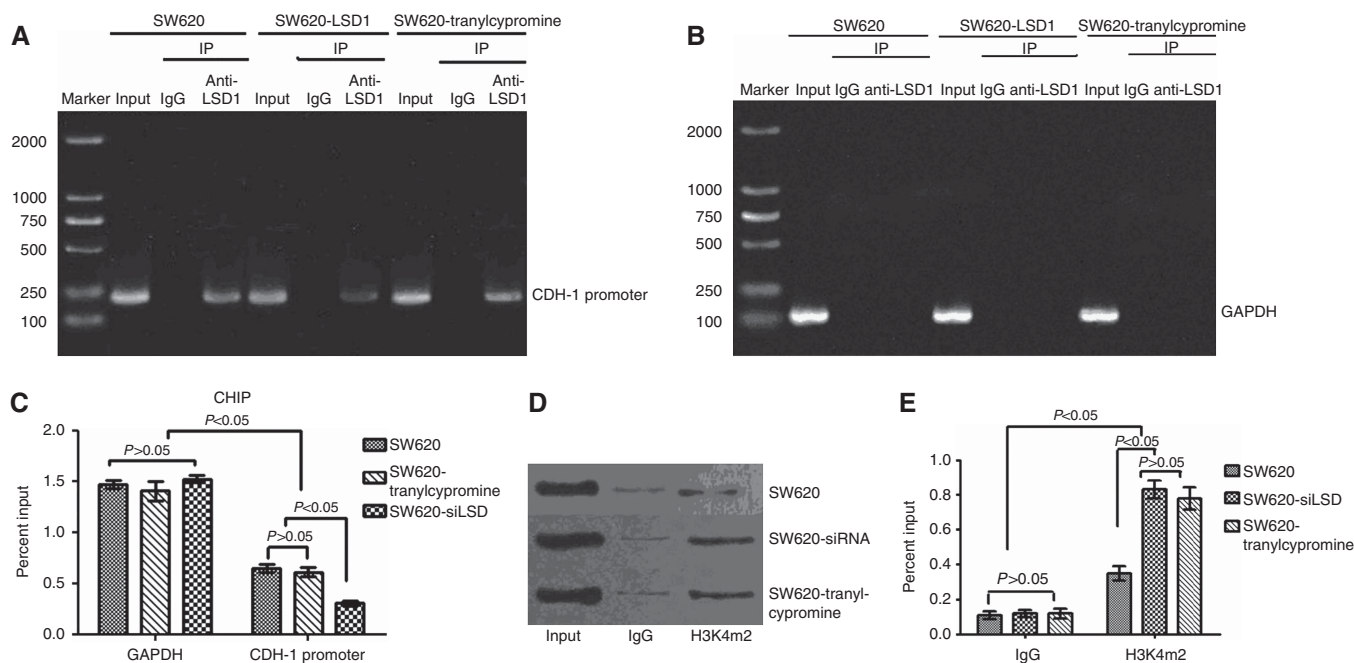 A
SW620 SW620-LSD1 SW620-tranylcypromine
IP IP IP
Anti- Anti- Anti-
Marker Input IgG LSD1 Input IgG LSD1 Input IgG LSD1
2000
1000
750
500
250
100
CDH-1 promoter
B
SW620 SW620-LSD1 SW620-tranylcypromine
IP IP IP
Marker Input IgG anti-LSD1 Input IgG anti-LSD1 Input IgG anti-LSD1
2000
1000
750
500
250
100
GAPDH
C
CHIP
P<0.05
P>0.05
P<0.05
P>0.05
2.0
1.5
1.0
0.5
0.0
Percent input
GAPDH CDH-1 promoter
SW620
SW620-
tranylcypromine
SW620-siLSD
D
SW620
SW620-siRNA
SW620-tranyl-
cypromine
Input IgG H3K4m2
E
P<0.05
P<0.05
P>0.05
P>0.05
1.0
0.8
0.6
0.4
0.2
0.0
Percent input
IgG H3K4m2
SW620
SW620-siLSD
SW620-
tranylcypromine